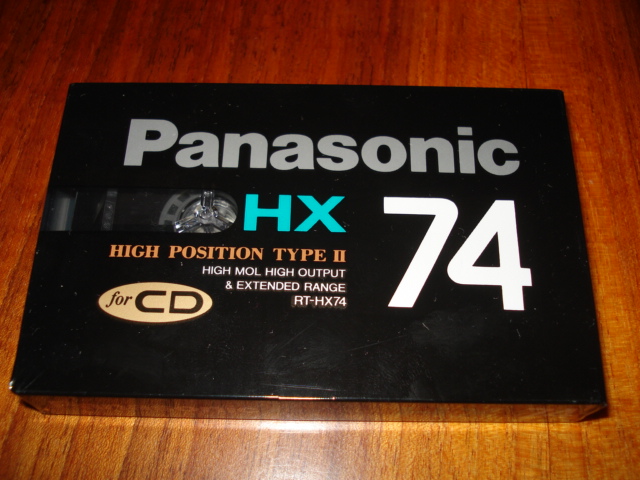 Panasonic
HX 74
HIGH POSITION TYPE II
HIGH MOL HIGH OUTPUT
& EXTENDED RANGE
RT-HX74
for CD